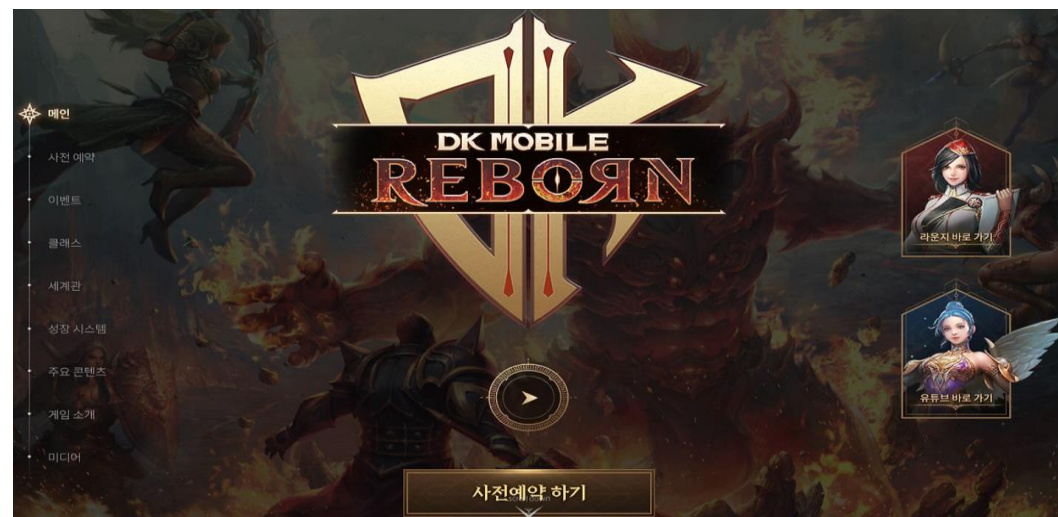 DK MOBILE
REBORN
메인
사전 예약
이벤트
클래스
세계관
성장 시스템
주요 콘텐츠
게임 소개
미디어
라운지 바로 가기
유튜브 바로 가기
사전예약 하기